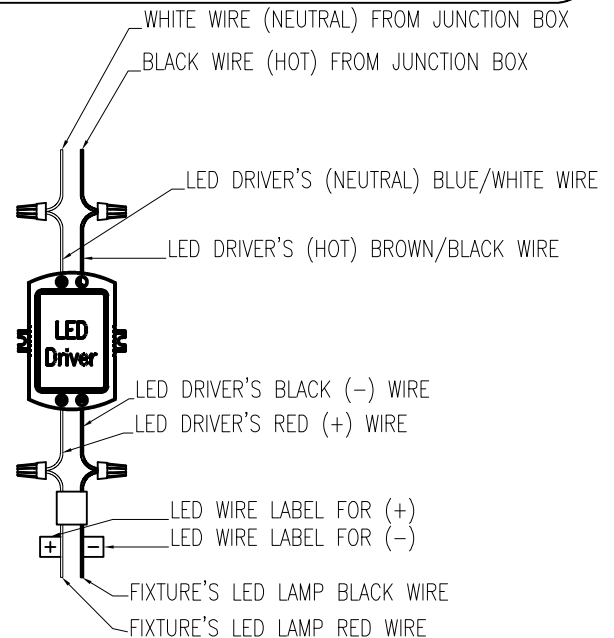 WHITE WIRE (NEUTRAL) FROM JUNCTION BOX
BLACK WIRE (HOT) FROM JUNCTION BOX
LED DRIVER'S (NEUTRAL) BLUE/WHITE WIRE
LED DRIVER'S (HOT) BROWN/BLACK WIRE
LED
Driver
LED DRIVER'S BLACK (-) WIRE
LED DRIVER'S RED (+) WIRE
LED WIRE LABEL FOR (+)
LED WIRE LABEL FOR (-)
+ -
FIXTURE'S LED LAMP BLACK WIRE
FIXTURE'S LED LAMP RED WIRE